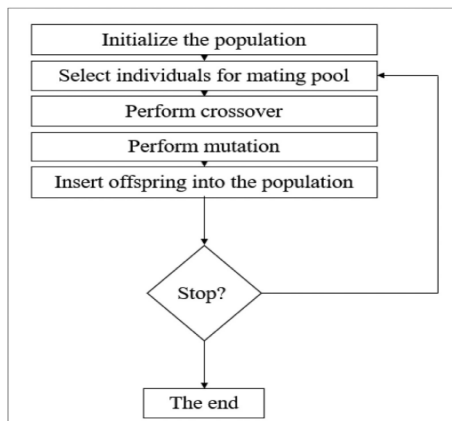 Initialize the population
Select individuals for mating pool
Perform crossover
Perform mutation
Insert offspring into the population
Stop?
The end